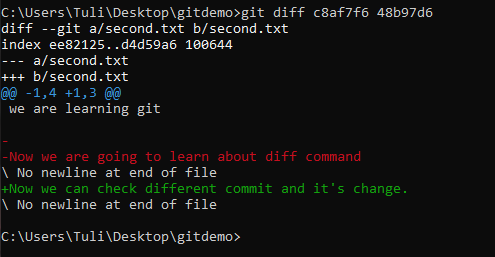 C:\Users\Tuli\Desktop\gitdemo>git diff c8af7f6 48b97d6
diff --git a/second.txt b/second.txt
index ee82125..d4d59a6 100644
--- a/second.txt
+++ b/second.txt
@@ -1,4 +1,3 @@
 we are learning git

-
-Now we are going to learn about diff command
\ No newline at end of file
+Now we can check different commit and it's change.
\ No newline at end of file

C:\Users\Tuli\Desktop\gitdemo>